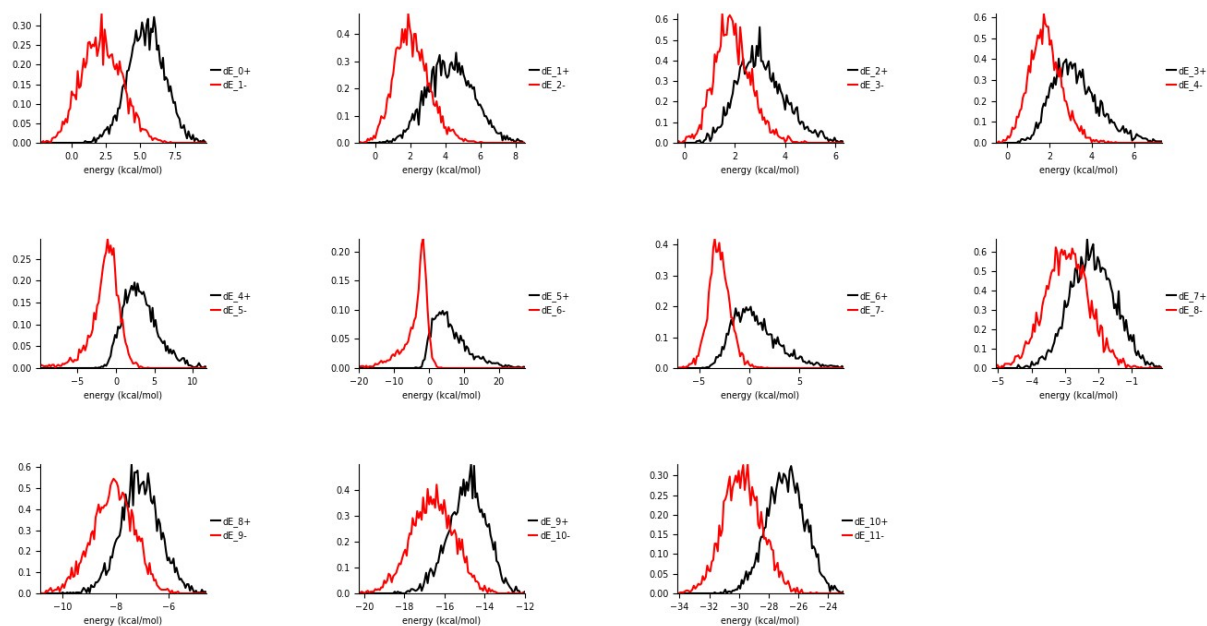 0.30
0.25
0.20
0.15
0.10
0.05
0.00
0.0 2.5 5.0 7.5
energy (kcal/mol)
dE_0+
dE_1-
0.4
0.3
0.2
0.1
0.0
0 2 4 6 8
energy (kcal/mol)
dE_1+
dE_2-
0.6
0.5
0.4
0.3
0.2
0.1
0.0
0 2 4 6
energy (kcal/mol)
dE_2+
dE_3-
0.6
0.5
0.4
0.3
0.2
0.1
0.0
0 2 4 6
energy (kcal/mol)
dE_3+
dE_4-
0.25
0.20
0.15
0.10
0.05
0.00
−5 0 5 10
energy (kcal/mol)
dE_4+
dE_5-
0.20
0.15
0.10
0.05
0.00
−20 −10 0 10 20
energy (kcal/mol)
dE_5+
dE_6-
0.4
0.3
0.2
0.1
0.0
−5 0 5
energy (kcal/mol)
dE_6+
dE_7-
0.6
0.5
0.4
0.3
0.2
0.1
0.0
−5 −4 −3 −2 −1
energy (kcal/mol)
dE_7+
dE_8-
0.6
0.5
0.4
0.3
0.2
0.1
0.0
−10 −8 −6
energy (kcal/mol)
dE_8+
dE_9-
0.4
0.3
0.2
0.1
0.0
−20 −18 −16 −14 −12
energy (kcal/mol)
dE_9+
dE_10-
0.30
0.25
0.20
0.15
0.10
0.05
0.00
−34 −32 −30 −28 −26 −24
energy (kcal/mol)
dE_10+
dE_11-